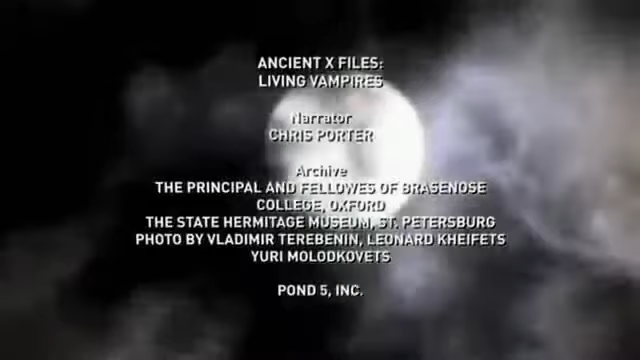 ANCIENT X FILES:
LIVING VAMPIRES
Narrator
CHRIS PORTER
Archive
THE PRINCIPAL AND FELLOWES OF BRASENOSE
COLLEGE, OXFORD
THE STATE HERMITAGE MUSEUM, ST. PETERSBURG
PHOTO BY VLADIMIR TEREBENIN, LEONARD KHEIFETS
YURI MOLODKOVETS
POND 5, INC.